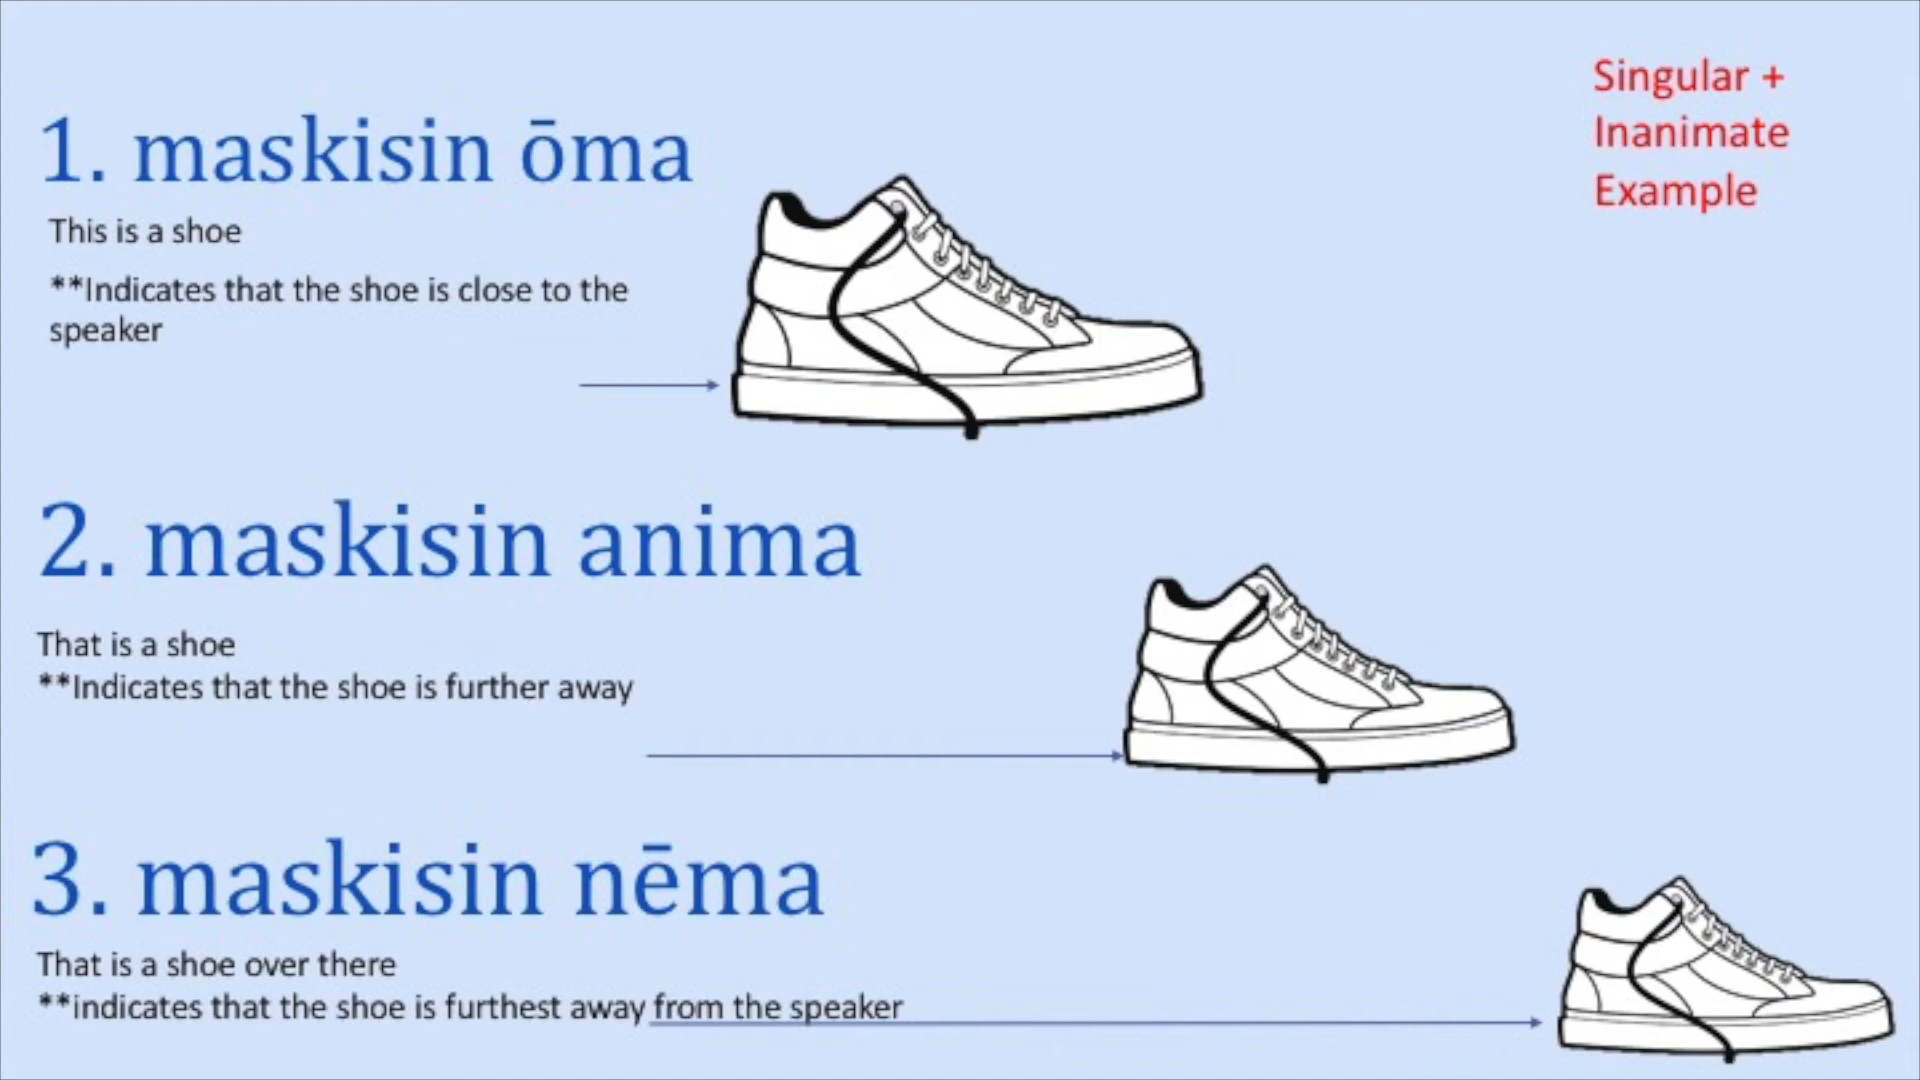 Singular +
Inanimate
Example
1. maskisin ōma
This is a shoe
**Indicates that the shoe is close to the
speaker
2. maskisin anima
That is a shoe
**Indicates that the shoe is further away
3. maskisin nēma
That is a shoe over there
**indicates that the shoe is furthest away from the speaker